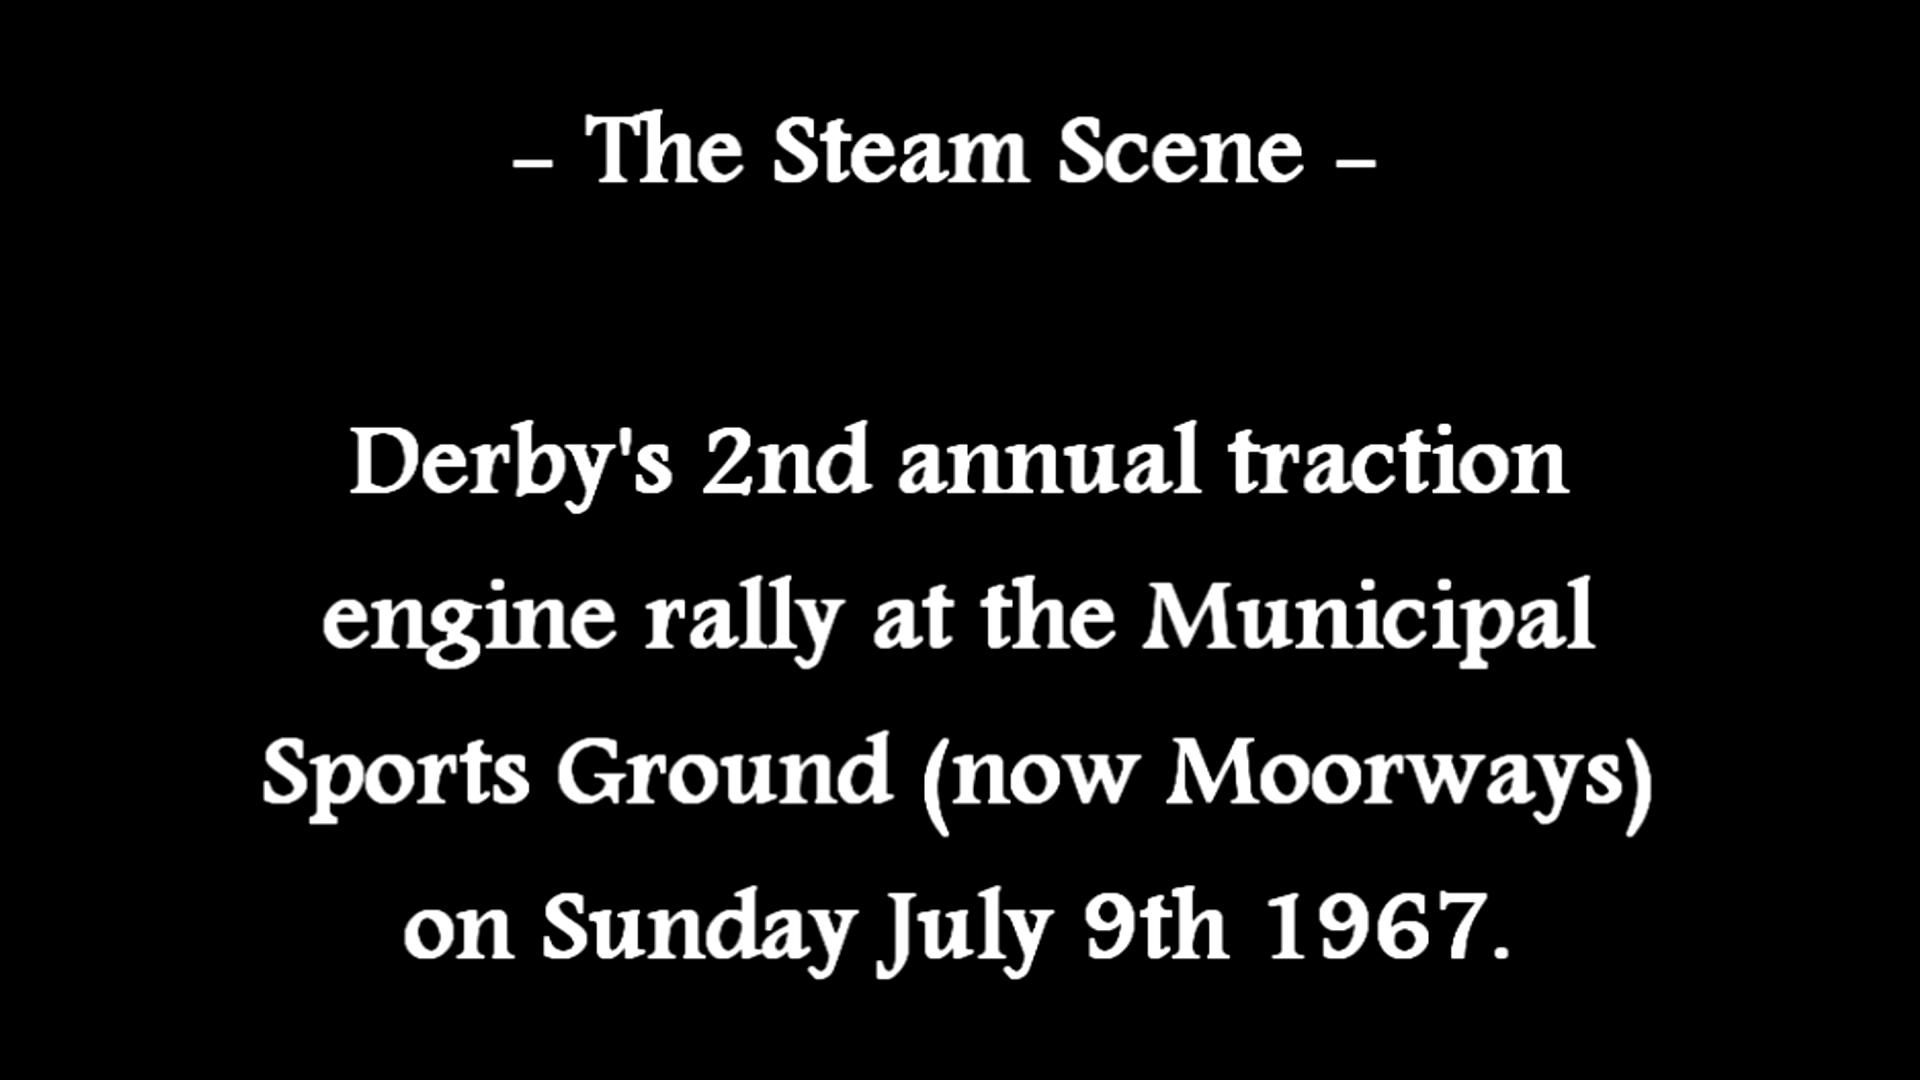 – The Steam Scene –
Derby's 2nd annual traction
engine rally at the Municipal
Sports Ground (now Moorways)
on Sunday July 9th 1967.